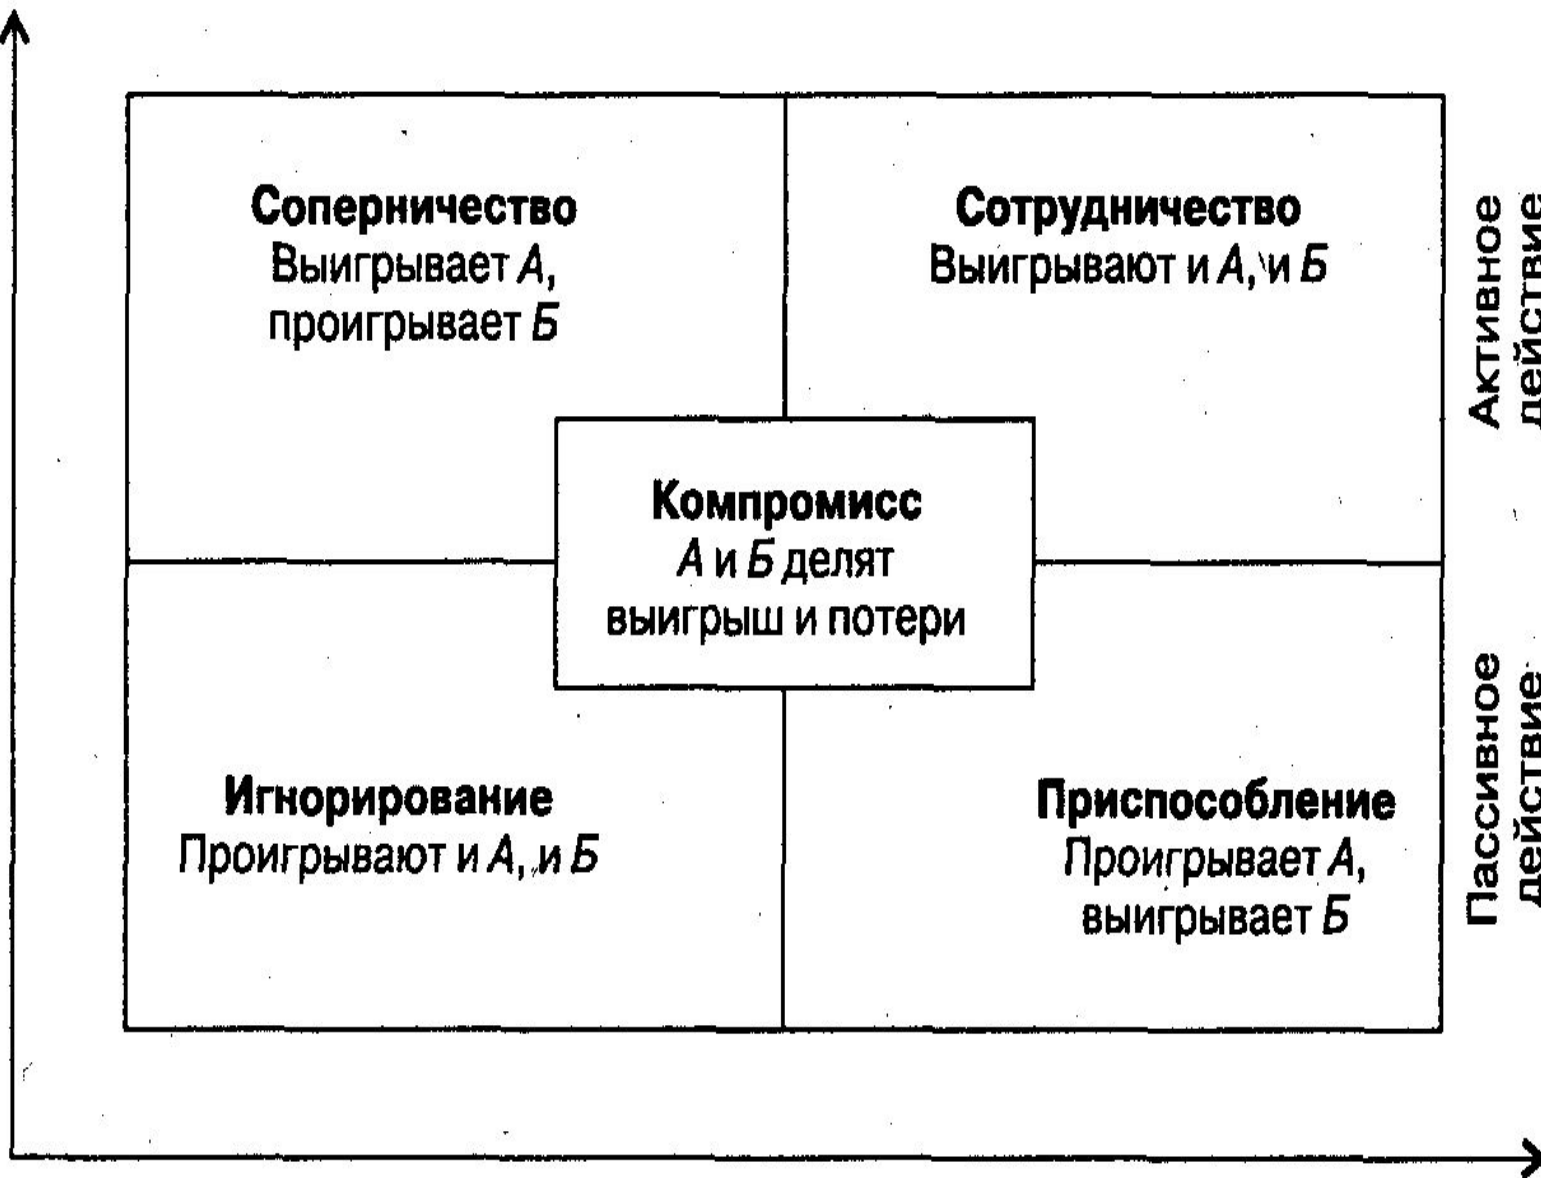 Соперничество
Выигрывает А,
проигрывает Б
Сотрудничество
Выигрывают и А, и Б
Компромисс
А и Б делят
выигрыш и потери
Игнорирование
Проигрывают и А, и Б
Приспособление
Проигрывает А,
выигрывает Б
Активное
действие
Пассивное
действие